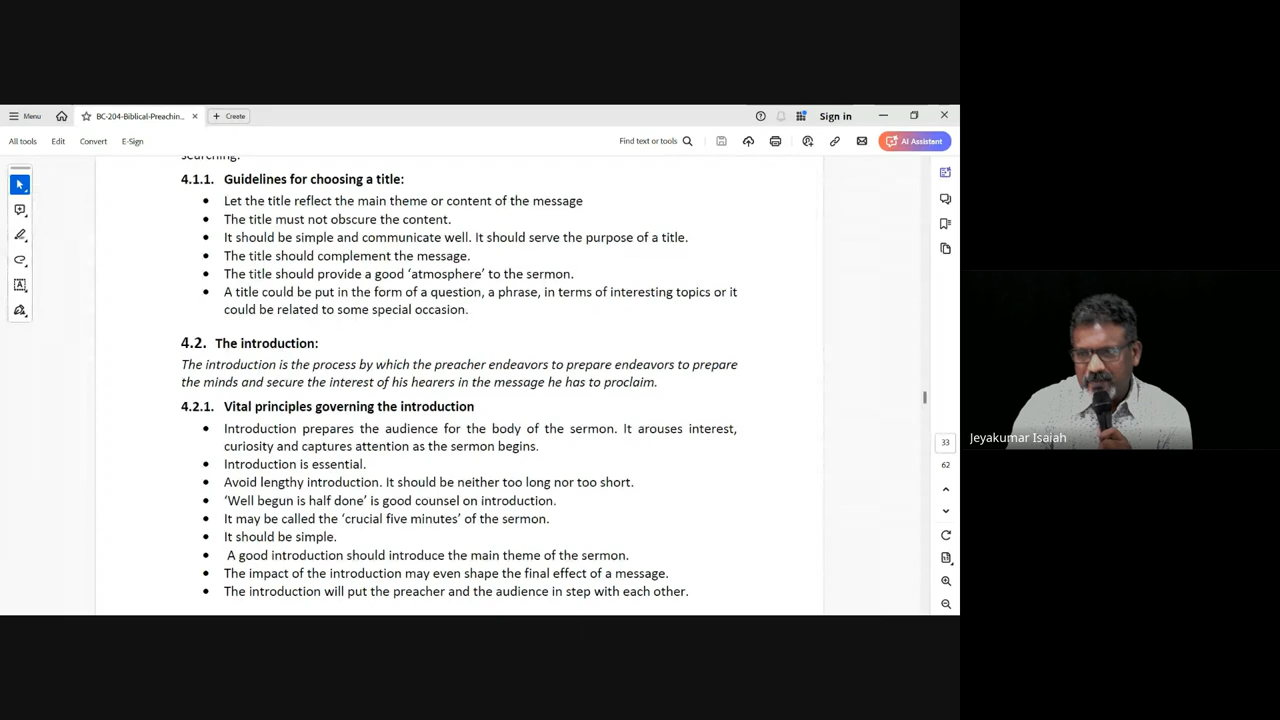 Menu
BC-204-Biblical-Preachin...
Create
Sign in
All tools
Edit
Convert
E-Sign
Find text or tools
AI Assistant
searching.
4.1.1. Guidelines for choosing a title:
• Let the title reflect the main theme or content of the message
• The title must not obscure the content.
• It should be simple and communicate well. It should serve the purpose of a title.
• The title should complement the message.
• The title should provide a good ‘atmosphere’ to the sermon.
• A title could be put in the form of a question, a phrase, in terms of interesting topics or it
could be related to some special occasion.
4.2. The introduction:
The introduction is the process by which the preacher endeavors to prepare endeavors to prepare
the minds and secure the interest of his hearers in the message he has to proclaim.
4.2.1. Vital principles governing the introduction
• Introduction prepares the audience for the body of the sermon. It arouses interest,
curiosity and captures attention as the sermon begins.
• Introduction is essential.
• Avoid lengthy introduction. It should be neither too long nor too short.
• ‘Well begun is half done’ is good counsel on introduction.
• It may be called the ‘crucial five minutes’ of the sermon.
• It should be simple.
• A good introduction should introduce the main theme of the sermon.
• The impact of the introduction may even shape the final effect of a message.
• The introduction will put the preacher and the audience in step with each other.
33
62
Jeyakumar Isaiah